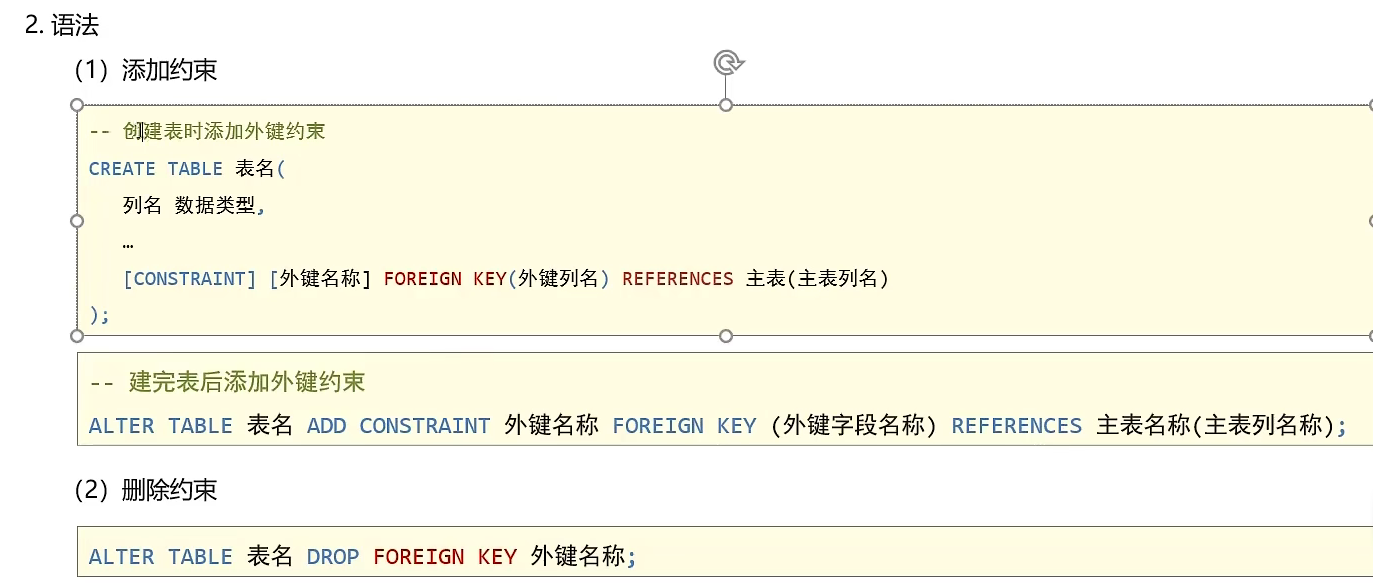 2. 语法
（1）添加约束
-- 创建表时添加外键约束
CREATE TABLE 表名(
列名 数据类型,
…
[CONSTRAINT] [外键名称] FOREIGN KEY(外键列名) REFERENCES 主表(主表列名)
);
-- 建完表后添加外键约束
ALTER TABLE 表名 ADD CONSTRAINT 外键名称 FOREIGN KEY (外键字段名称) REFERENCES 主表名称(主表列名称);
（2）删除约束
ALTER TABLE 表名 DROP FOREIGN KEY 外键名称;